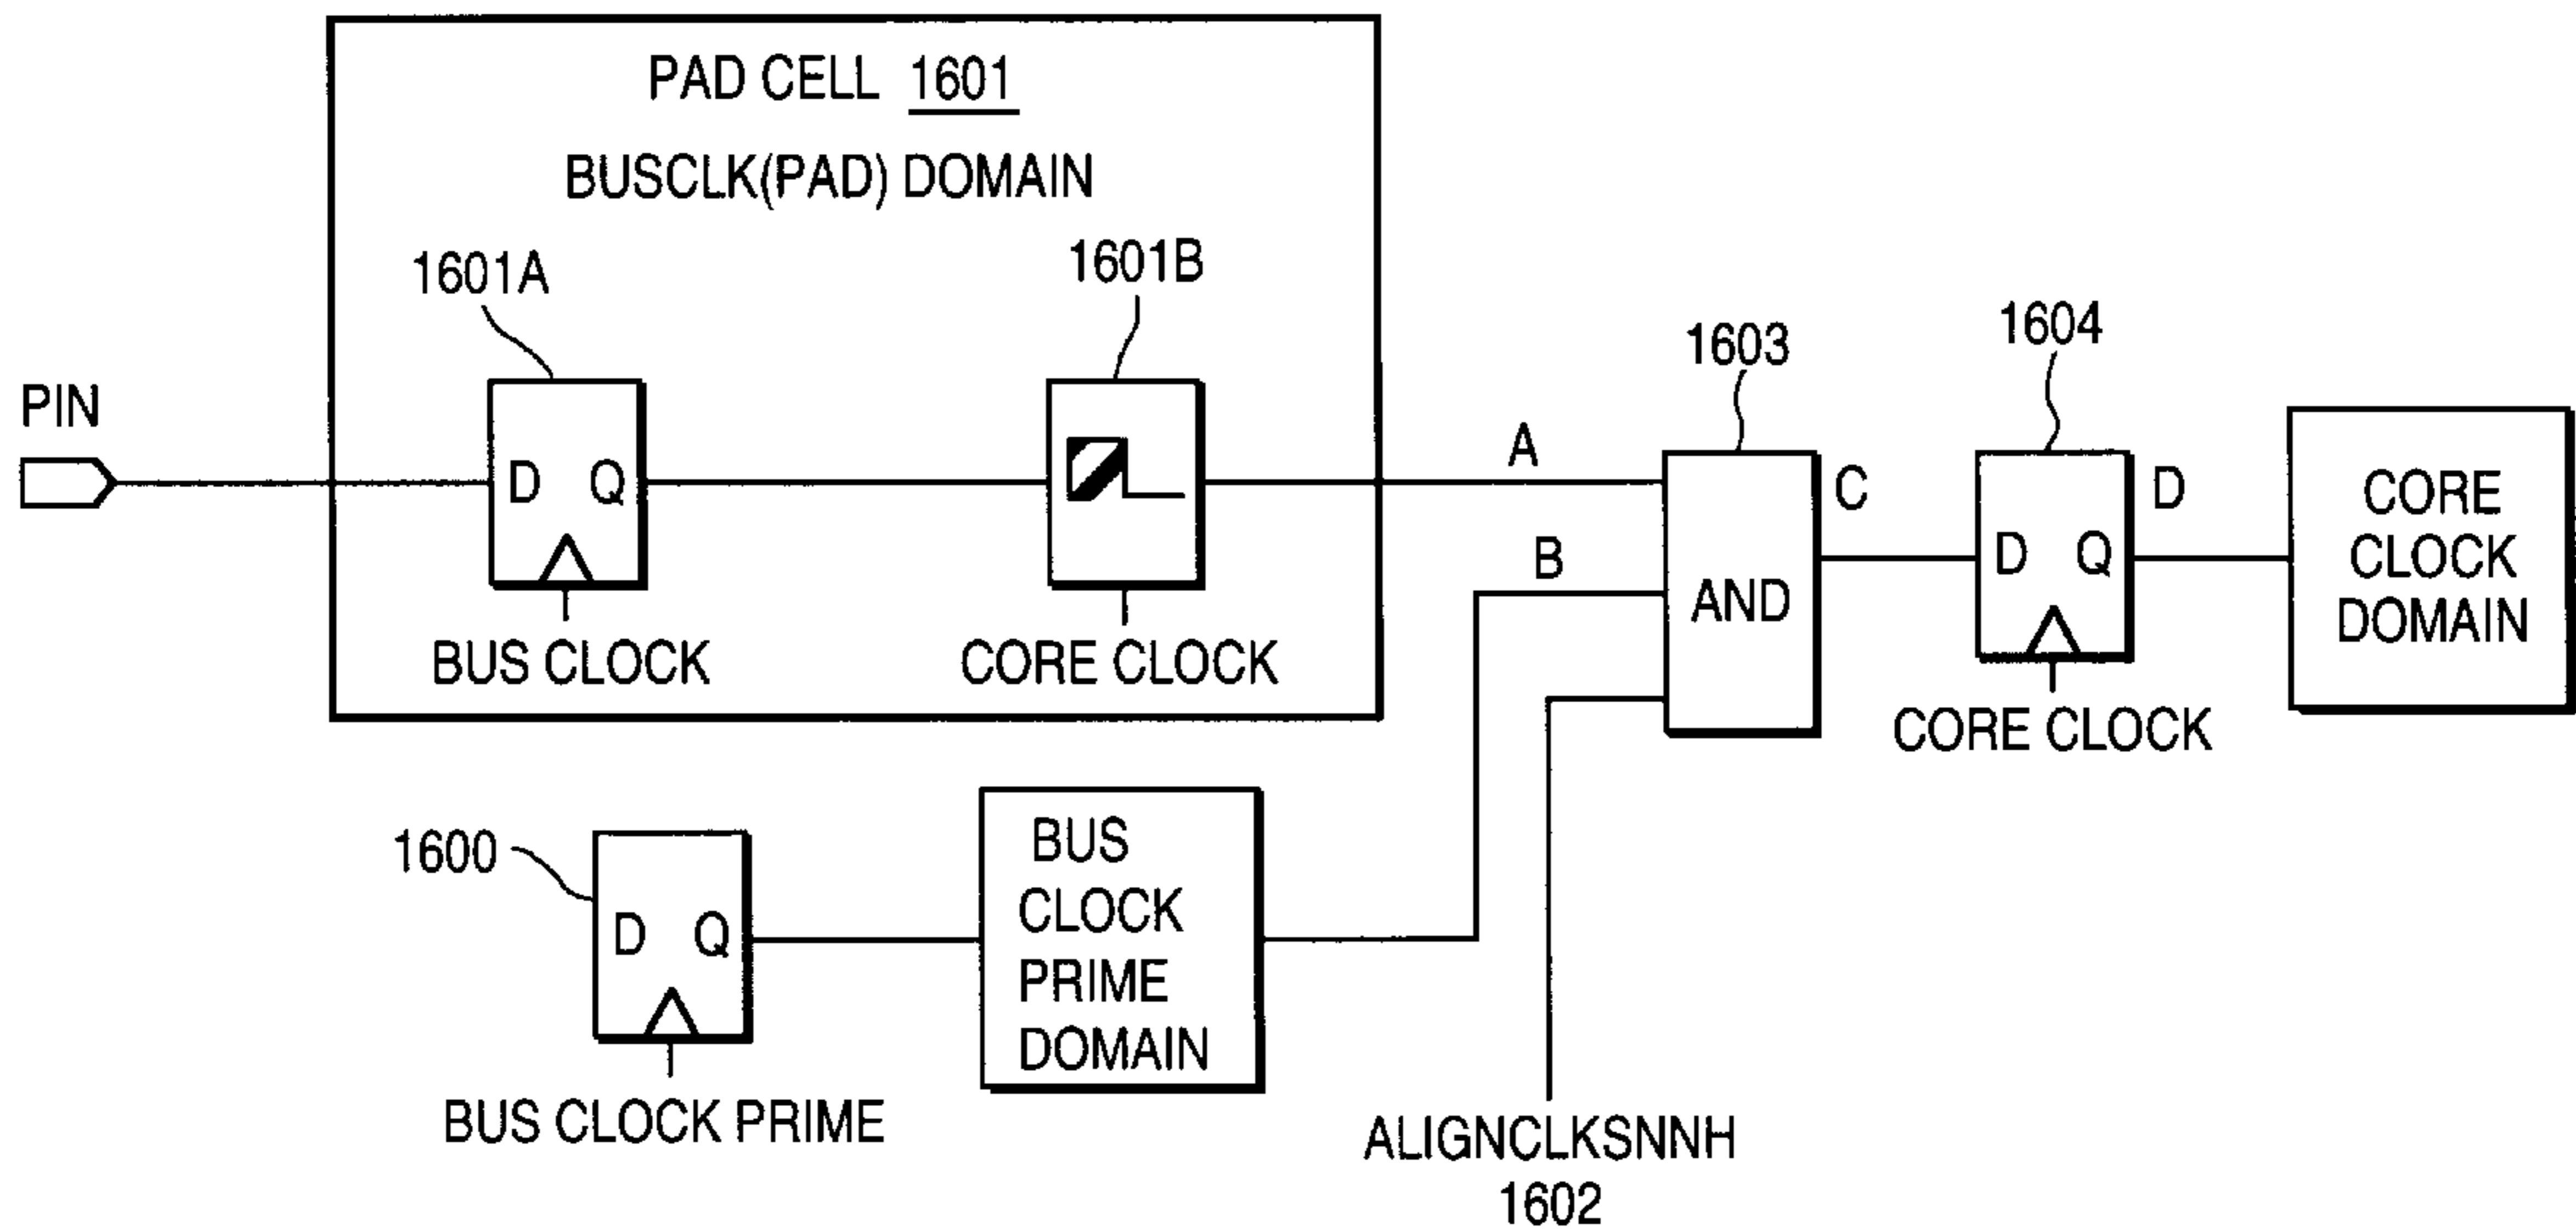 PAD CELL 1601
BUSCLK(PAD) DOMAIN
1601A
1601B
PIN
D Q
BUS CLOCK
CORE CLOCK
A
B
1603
AND
C
1604
D Q
CORE CLOCK
D
CORE
CLOCK
DOMAIN
1600
D Q
BUS CLOCK PRIME
BUS
CLOCK
PRIME
DOMAIN
ALIGNCLKSNNH
1602